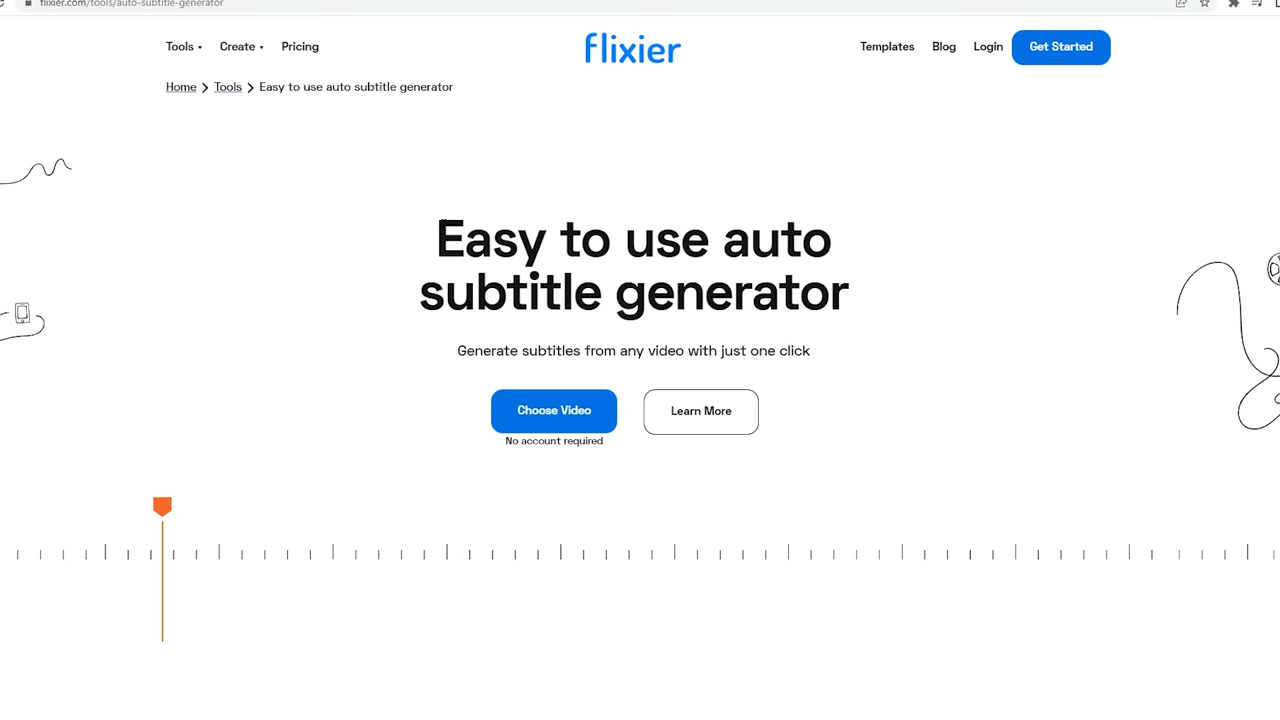 flixier.com/tools/auto-subtitle-generator
Tools Create Pricing flixier Templates Blog Login Get Started
Home Tools Easy to use auto subtitle generator
Easy to use auto
subtitle generator
Generate subtitles from any video with just one click
Choose Video Learn More
No account required